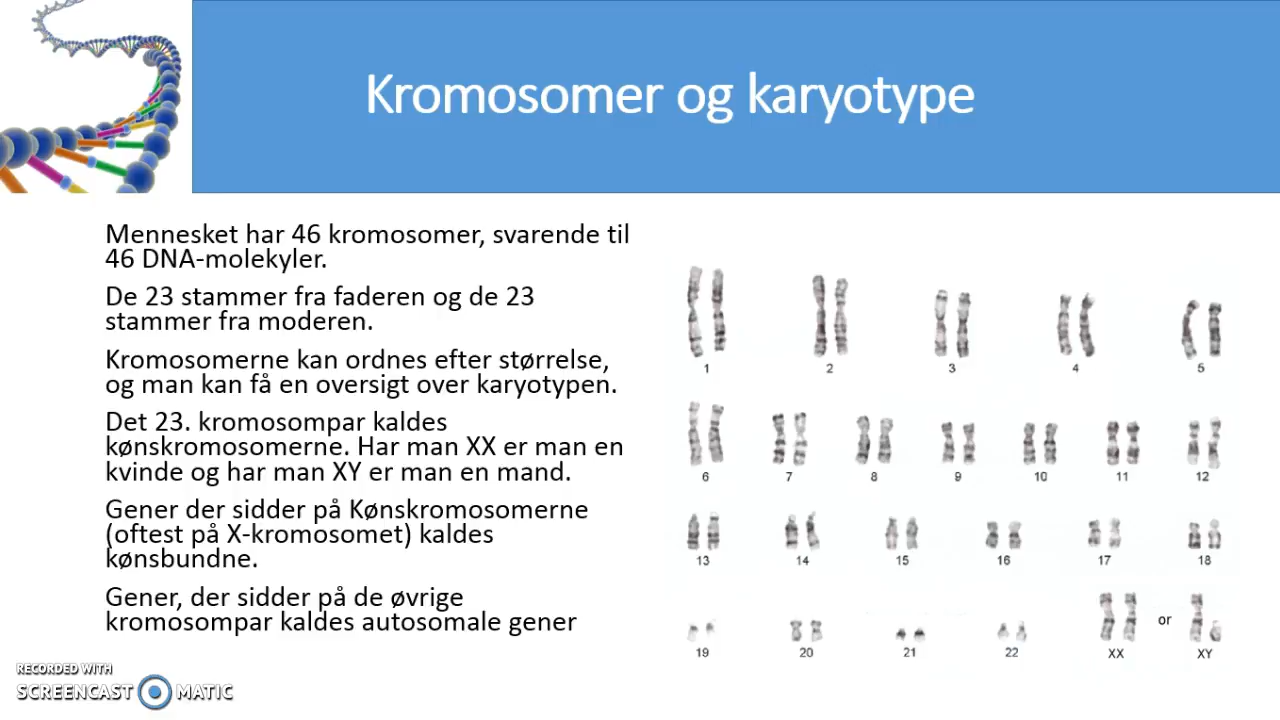 Kromosomer og karyotype
Mennesket har 46 kromosomer, svarende til
46 DNA-molekyler.
De 23 stammer fra faderen og de 23
stammer fra moderen.
Kromosomerne kan ordnes efter størrelse,
og man kan få en oversigt over karyotypen.
Det 23. kromosompar kaldes
kønskromosomerne. Har man XX er man en
kvinde og har man XY er man en mand.
Gener der sidder på Kønskromosomerne
(oftest på X-kromosomet) kaldes
kønsbundne.
Gener, der sidder på de øvrige
kromosompar kaldes autosomale gener
1 2 3 4 5
6 7 8 9 10 11 12
13 14 15 16 17 18
or
19 20 21 22 XX XY
RECORDED WITH
SCREENCAST MATIC